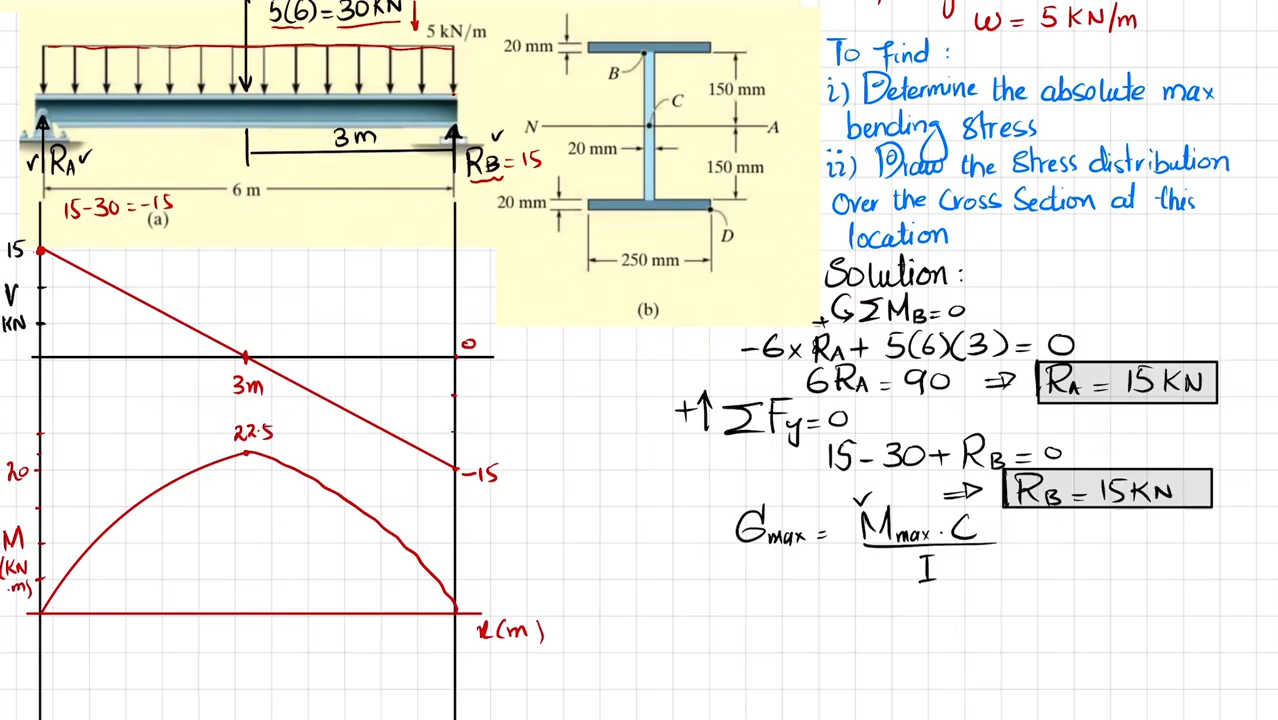 5(6) = 30 KN
5 kN/m
3m
RA
RB = 15
6 m
15-30 = -15
(a)
20 mm
B
C
150 mm
N
A
20 mm
150 mm
20 mm
D
250 mm
(b)
w = 5 KN/m
To find :
i) Determine the absolute max
bending stress
ii) Draw the stress distribution
Over the Cross Section at this
location
Solution :
+ ΣMB = 0
-6 x RA + 5(6)(3) = 0
6RA = 90 ⇒ RA = 15 KN
+↑ ΣFy = 0
15 - 30 + RB = 0
⇒ RB = 15 KN
σmax = Mmax . C
I
15
V
KN
0
3m
-15
22.5
20
M
(KN
.m)
x(m)